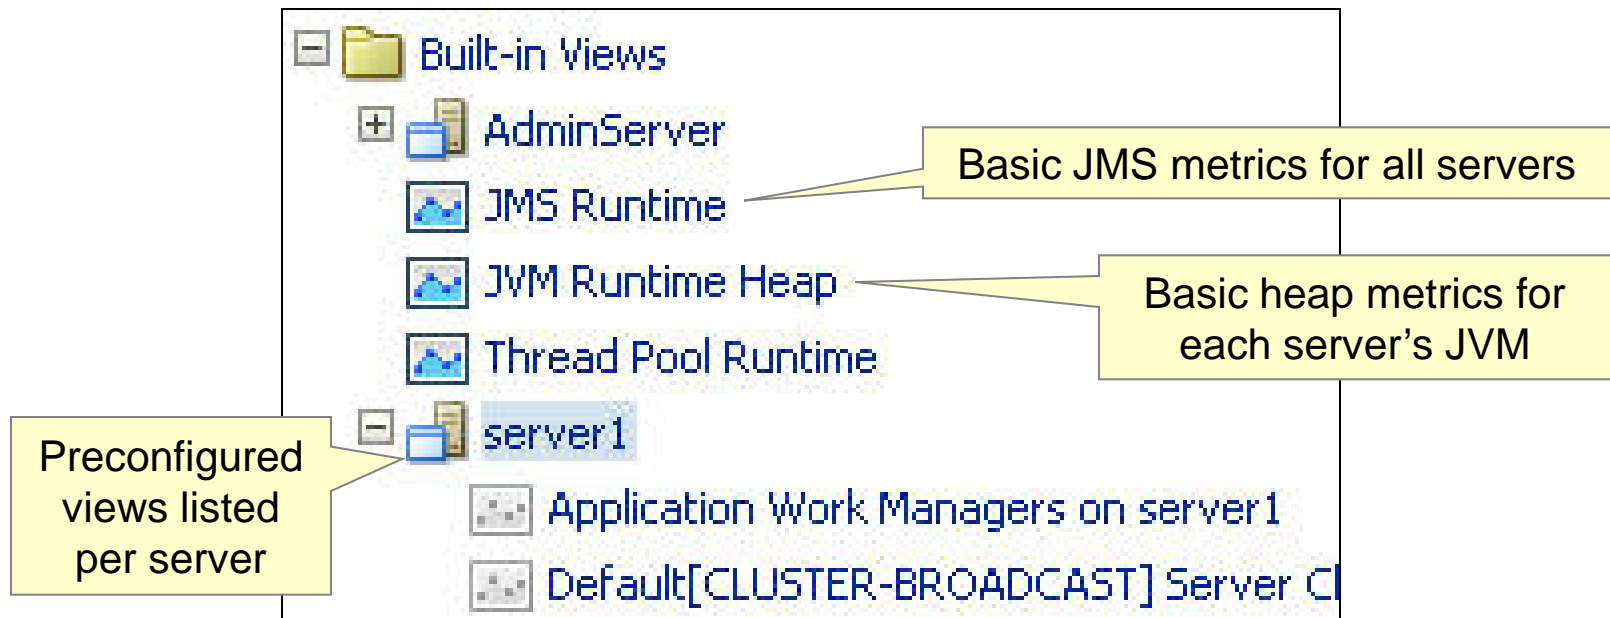 Built-in Views
AdminServer
Basic JMS metrics for all servers
JMS Runtime
JVM Runtime Heap
Basic heap metrics for
each server’s JVM
Thread Pool Runtime
server1
Preconfigured
views listed
per server
Application Work Managers on server1
Default[CLUSTER-BROADCAST] Server Cl